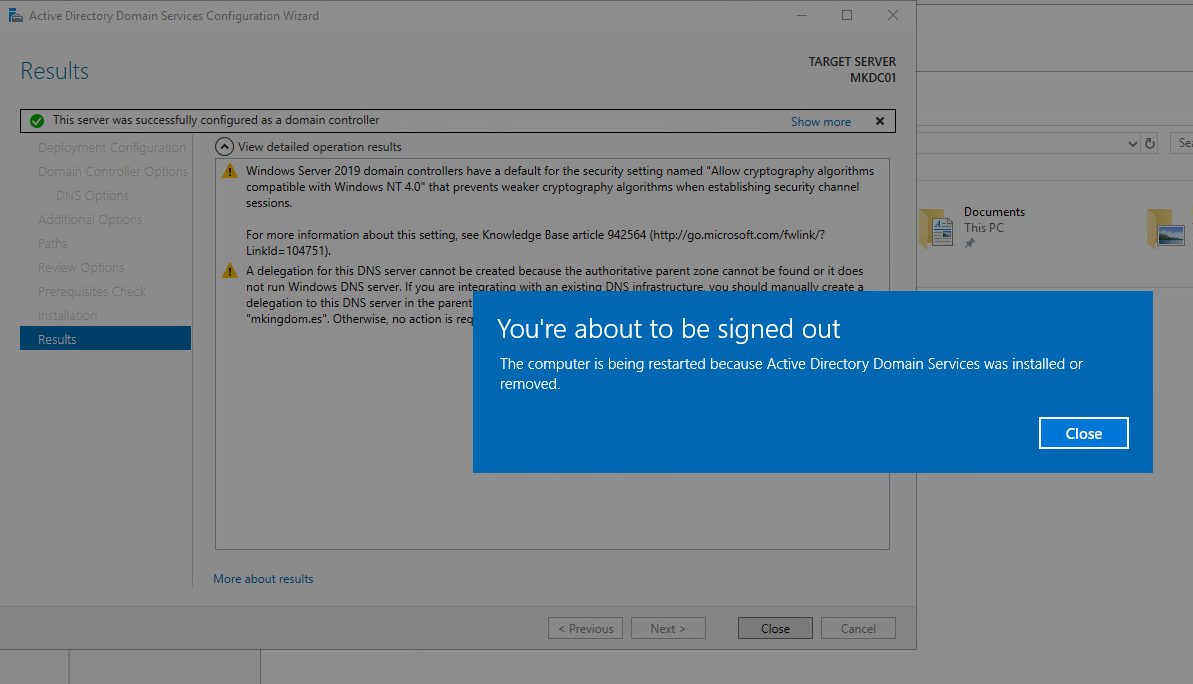 Active Directory Domain Services Configuration Wizard
Results
TARGET SERVER
MKDC01
This server was successfully configured as a domain controller
Show more
Deployment Configuration
Domain Controller Options
DNS Options
Additional Options
Paths
Review Options
Prerequisites Check
Installation
Results
View detailed operation results
Windows Server 2019 domain controllers have a default for the security setting named "Allow cryptography algorithms
compatible with Windows NT 4.0" that prevents weaker cryptography algorithms when establishing security channel
sessions.
For more information about this setting, see Knowledge Base article 942564 (http://go.microsoft.com/fwlink/?
LinkId=104751).
A delegation for this DNS server cannot be created because the authoritative parent zone cannot be found or it does
not run Windows DNS server. If you are integrating with an existing DNS infrastructure, you should manually create a
delegation to this DNS server in the parent
"mkingdom.es". Otherwise, no action is
More about results
< Previous
Next >
Close
Cancel
Documents
This PC
You're about to be signed out
The computer is being restarted because Active Directory Domain Services was installed or
removed.
Close